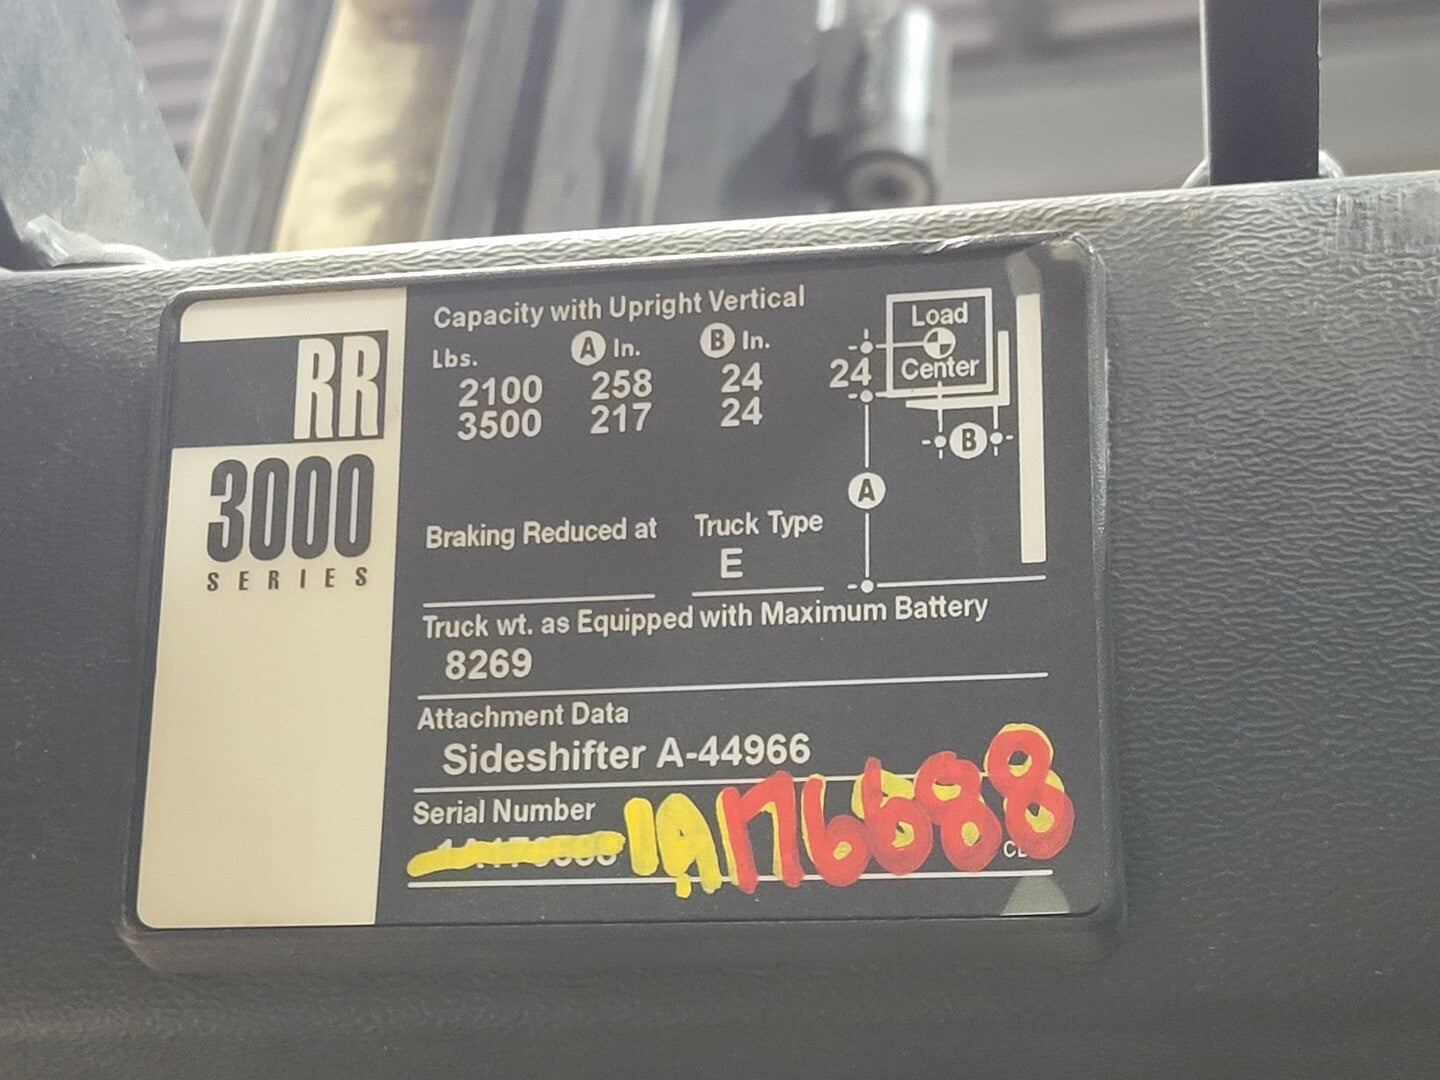 RR
3000
SERIES
Capacity with Upright Vertical
Lbs. A In. B In.
2100 258 24
3500 217 24
Load
Center
24
B
A
Braking Reduced at Truck Type
E
Truck wt. as Equipped with Maximum Battery
8269
Attachment Data
Sideshifter A-44966
Serial Number
1A176688